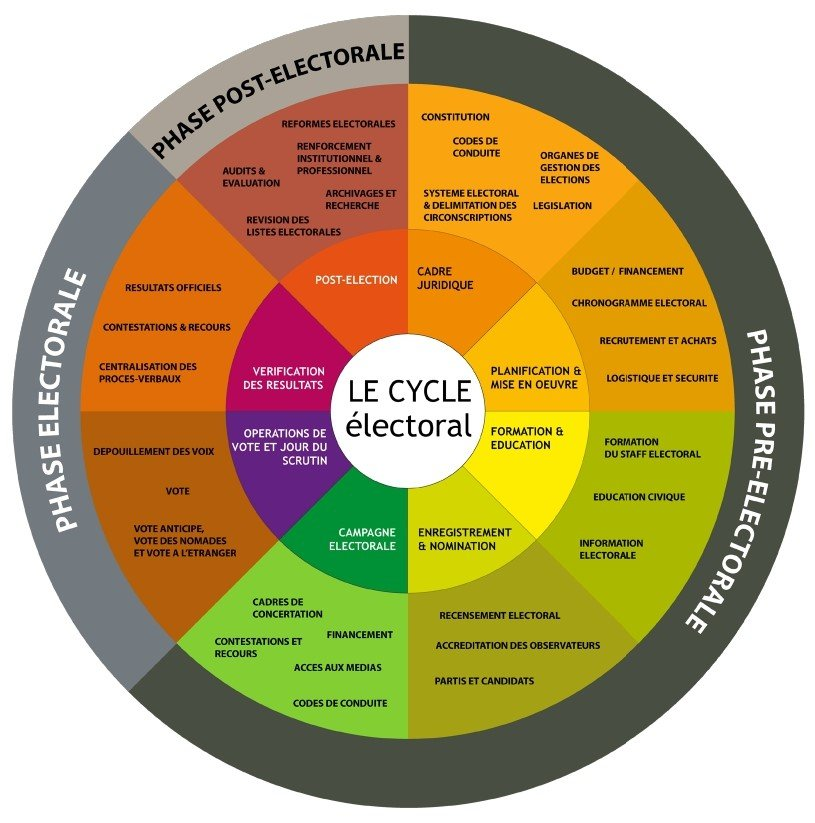 PHASE POST-ELECTORALE
PHASE PRE-ELECTORALE
PHASE ELECTORALE
LE CYCLE
électoral
CADRE
JURIDIQUE
CONSTITUTION
CODES DE
CONDUITE
ORGANES DE
GESTION DES
ELECTIONS
SYSTEME ELECTORAL
& DELIMITATION DES
CIRCONSCRIPTIONS
LEGISLATION
PLANIFICATION &
MISE EN OEUVRE
BUDGET / FINANCEMENT
CHRONOGRAMME ELECTORAL
RECRUTEMENT ET ACHATS
LOGISTIQUE ET SECURITE
FORMATION &
EDUCATION
FORMATION
DU STAFF ELECTORAL
EDUCATION CIVIQUE
INFORMATION
ELECTORALE
ENREGISTREMENT
& NOMINATION
RECENSEMENT ELECTORAL
ACCREDITATION DES OBSERVATEURS
PARTIS ET CANDIDATS
CAMPAGNE
ELECTORALE
CADRES DE
CONCERTATION
FINANCEMENT
CONTESTATIONS ET
RECOURS
ACCES AUX MEDIAS
CODES DE CONDUITE
OPERATIONS DE
VOTE ET JOUR DU
SCRUTIN
DEPOUILLEMENT DES VOIX
VOTE
VOTE ANTICIPE,
VOTE DES NOMADES
ET VOTE A L'ETRANGER
VERIFICATION
DES RESULTATS
RESULTATS OFFICIELS
CONTESTATIONS & RECOURS
CENTRALISATION DES
PROCES-VERBAUX
POST-ELECTION
REFORMES ELECTORALES
RENFORCEMENT
INSTITUTIONNEL &
PROFESSIONNEL
AUDITS &
EVALUATION
ARCHIVAGES ET
RECHERCHE
REVISION DES
LISTES ELECTORALES